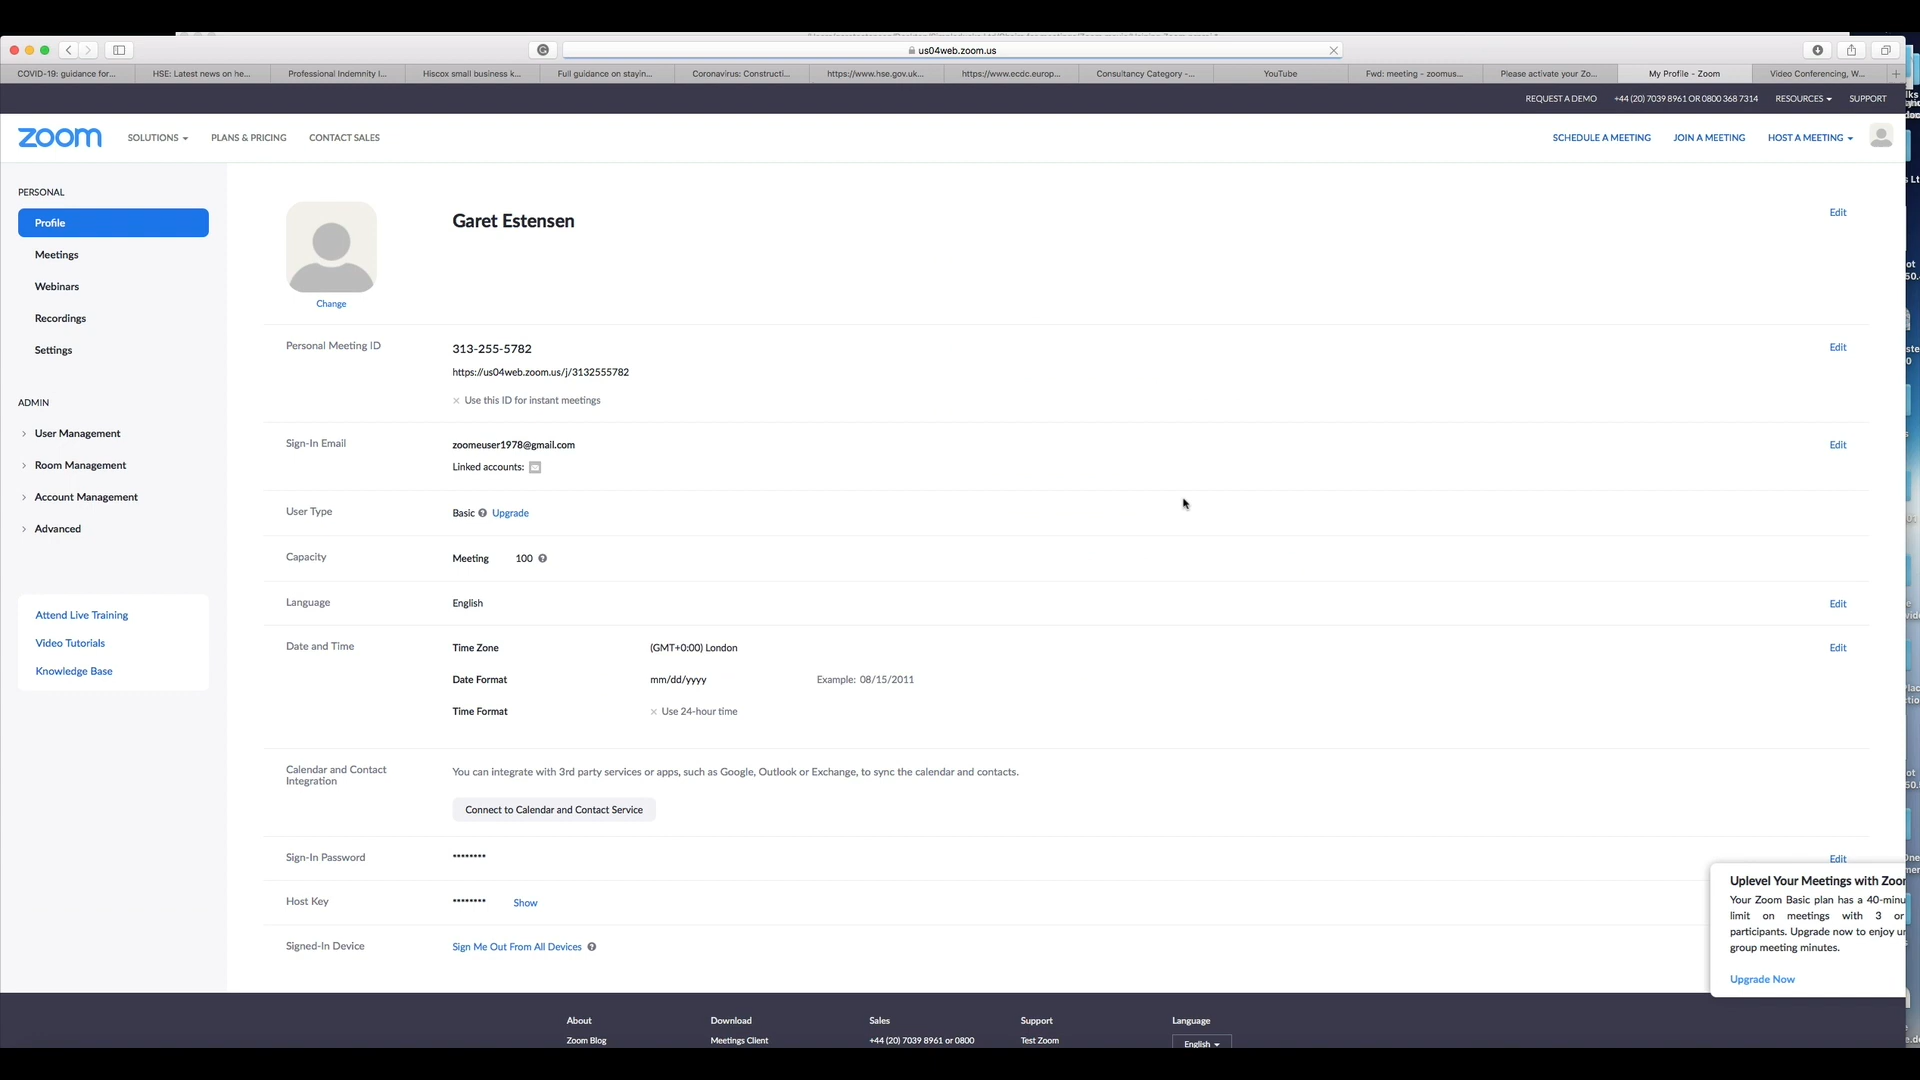 us04web.zoom.us
COVID-19: guidance for...
HSE: Latest news on he...
Professional Indemnity I...
Hiscox small business k...
Full guidance on stayin...
Coronavirus: Constructi...
https://www.hse.gov.uk...
https://www.ecdc.europ...
Consultancy Category -...
YouTube
Fwd: meeting - zoomus...
Please activate your Zo...
My Profile - Zoom
Video Conferencing, W...
REQUEST A DEMO
+44 (20) 7039 8961 OR 0800 368 7314
RESOURCES
SUPPORT
zoom
SOLUTIONS
PLANS & PRICING
CONTACT SALES
SCHEDULE A MEETING
JOIN A MEETING
HOST A MEETING
PERSONAL
Profile
Meetings
Webinars
Recordings
Settings
ADMIN
User Management
Room Management
Account Management
Advanced
Attend Live Training
Video Tutorials
Knowledge Base
Change
Garet Estensen
Edit
Personal Meeting ID
313-255-5782
Edit
https://us04web.zoom.us/j/3132555782
× Use this ID for instant meetings
Sign-In Email
zoomeuser1978@gmail.com
Edit
Linked accounts:
User Type
Basic
Upgrade
Capacity
Meeting 100
Language
English
Edit
Date and Time
Time Zone
(GMT+0:00) London
Edit
Date Format
mm/dd/yyyy
Example: 08/15/2011
Time Format
× Use 24-hour time
Calendar and Contact
Integration
You can integrate with 3rd party services or apps, such as Google, Outlook or Exchange, to sync the calendar and contacts.
Connect to Calendar and Contact Service
Sign-In Password
********
Edit
Host Key
********
Show
Signed-In Device
Sign Me Out From All Devices
Uplevel Your Meetings with Zoo
Your Zoom Basic plan has a 40-minu
limit on meetings with 3 or
participants. Upgrade now to enjoy
group meeting minutes.
Upgrade Now
About
Download
Sales
Support
Language
Zoom Blog
Meetings Client
+44 (20) 7039 8961 or 0800
Test Zoom
English